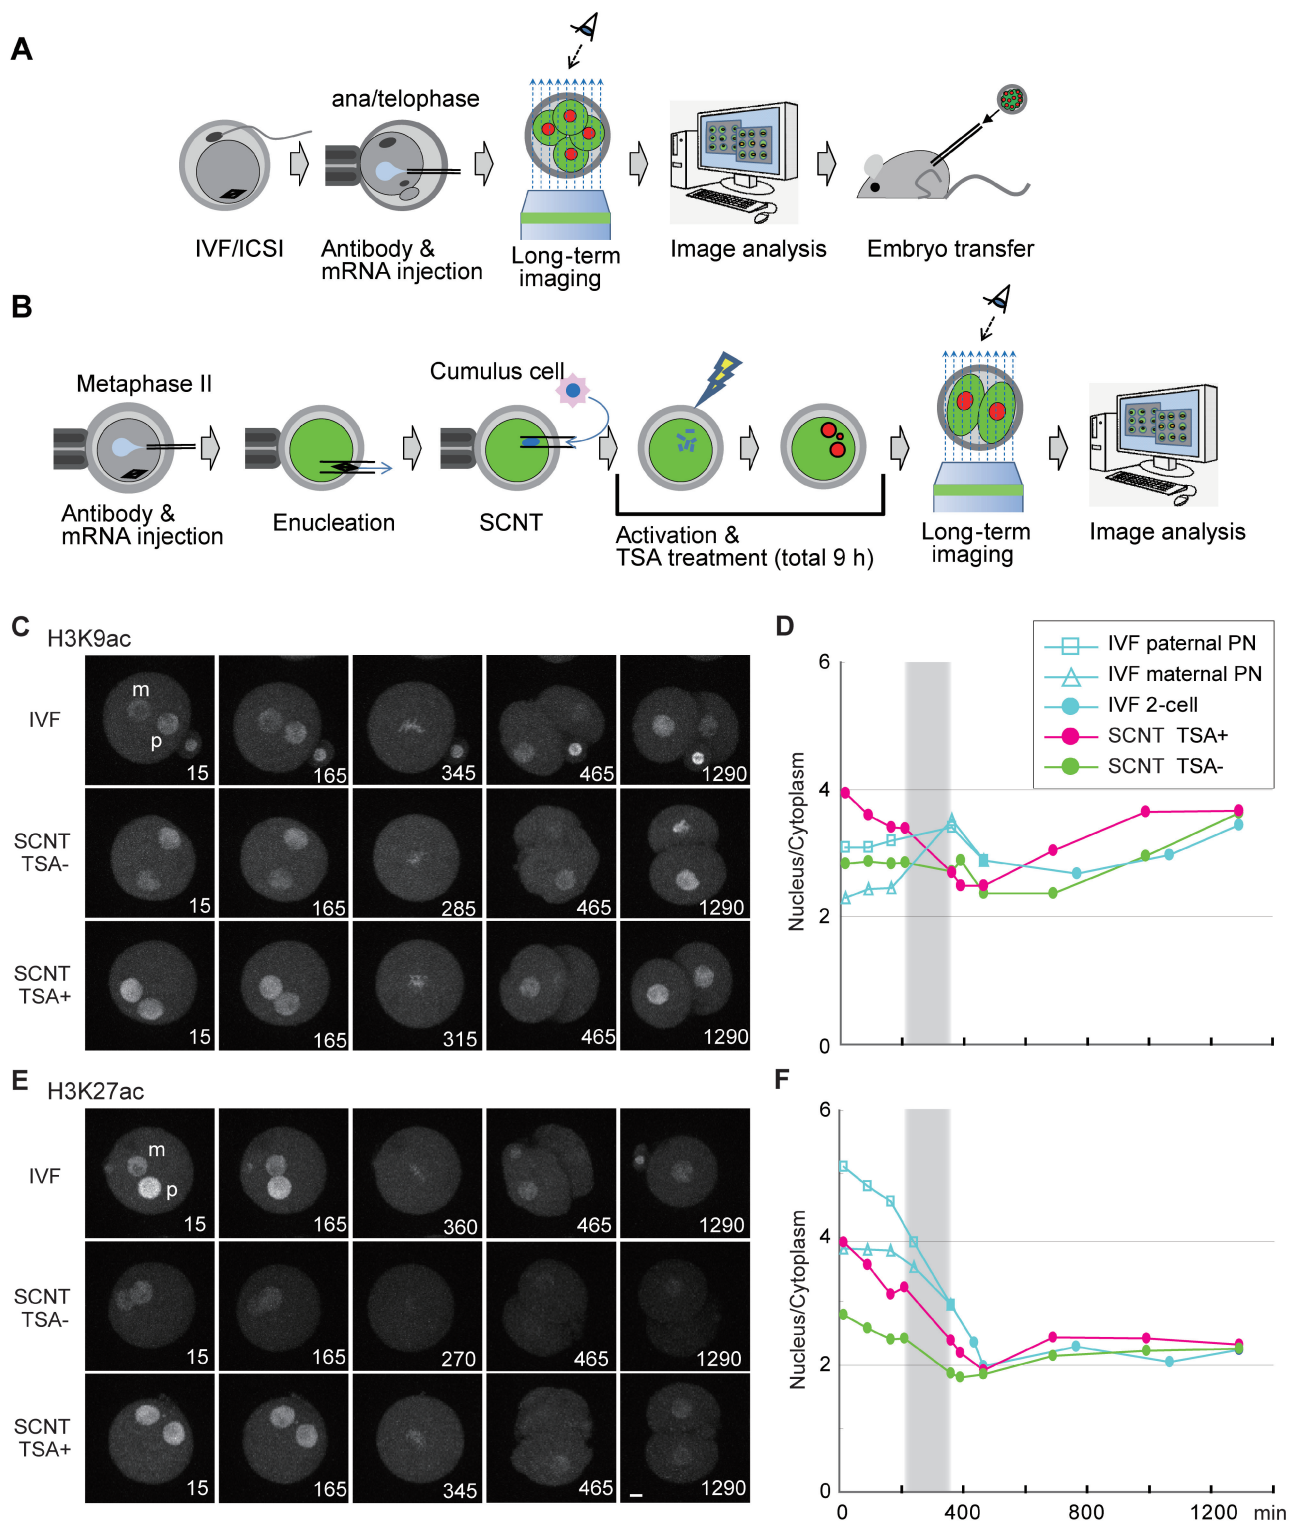 A
ana/telophase
IVF/ICSI
Antibody &
mRNA injection
Long-term
imaging
Image analysis
Embryo transfer
B
Metaphase II
Cumulus cell
Antibody &
mRNA injection
Enucleation
SCNT
Activation &
TSA treatment (total 9 h)
Long-term
imaging
Image analysis
C
H3K9ac
IVF
m
p
15
165
345
465
1290
SCNT
TSA-
15
165
285
465
1290
SCNT
TSA+
15
165
315
465
1290
D
IVF paternal PN
IVF maternal PN
IVF 2-cell
SCNT TSA+
SCNT TSA-
Nucleus/Cytoplasm
6
4
2
0
E
H3K27ac
IVF
m
p
15
165
360
465
1290
SCNT
TSA-
15
165
270
465
1290
SCNT
TSA+
15
165
345
465
1290
F
Nucleus/Cytoplasm
6
4
2
0
0 400 800 1200 min